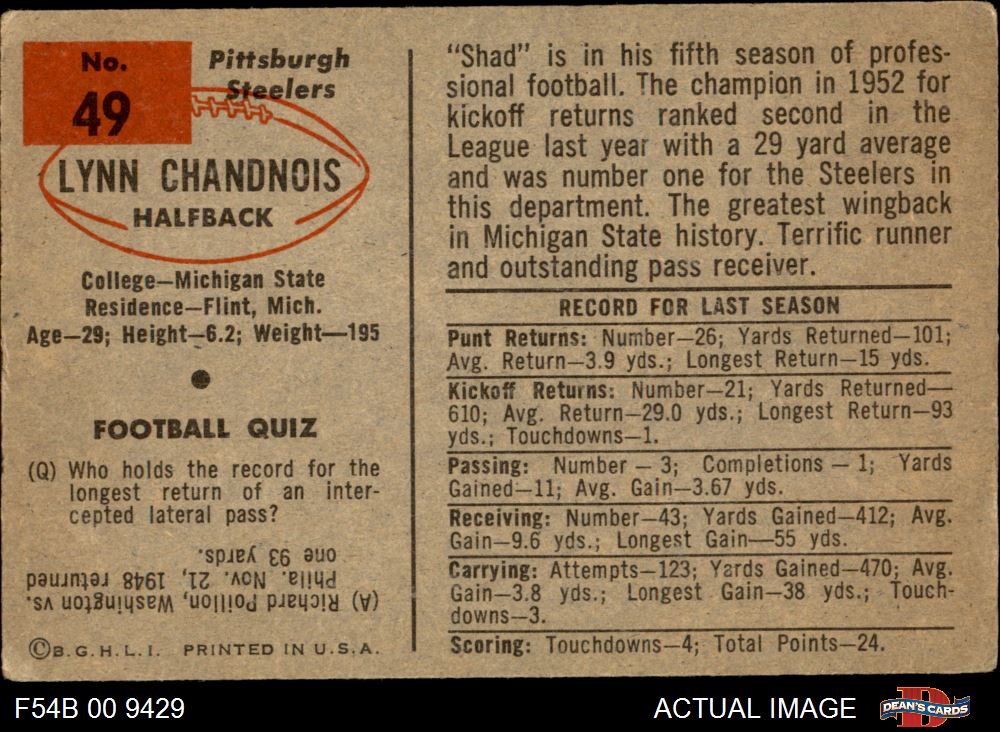 No.
49
Pittsburgh
Steelers
LYNN CHANDNOIS
HALFBACK
College—Michigan State
Residence—Flint, Mich.
Age—29; Height—6.2; Weight—195
FOOTBALL QUIZ
(Q) Who holds the record for the
longest return of an inter-
cepted lateral pass?
(A) Richard Poillon, Washington vs.
Phila. Nov. 21, 1948 returned
one 93 yards.
©B.G.H.L.I. PRINTED IN U.S.A.
"Shad" is in his fifth season of profes-
sional football. The champion in 1952 for
kickoff returns ranked second in the
League last year with a 29 yard average
and was number one for the Steelers in
this department. The greatest wingback
in Michigan State history. Terrific runner
and outstanding pass receiver.
RECORD FOR LAST SEASON
Punt Returns: Number—26; Yards Returned—101;
Avg. Return—3.9 yds.; Longest Return—15 yds.
Kickoff Returns: Number—21; Yards Returned—
610; Avg. Return—29.0 yds.; Longest Return—93
yds.; Touchdowns—1.
Passing: Number — 3; Completions — 1; Yards
Gained—11; Avg. Gain—3.67 yds.
Receiving: Number—43; Yards Gained—412; Avg.
Gain—9.6 yds.; Longest Gain—55 yds.
Carrying: Attempts—123; Yards Gained—470; Avg.
Gain—3.8 yds.; Longest Gain—38 yds.; Touch-
downs—3.
Scoring: Touchdowns—4; Total Points—24.
F54B 00 9429
ACTUAL IMAGE
D
DEAN'S CARDS